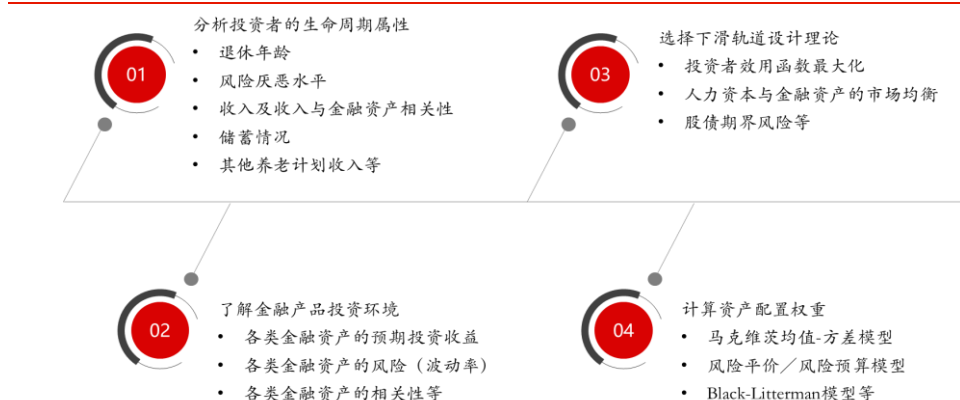 01
分析投资者的生命周期属性
• 退休年龄
• 风险厌恶水平
• 收入及收入与金融资产相关性
• 储蓄情况
• 其他养老计划收入等
02
了解金融产品投资环境
• 各类金融资产的预期投资收益
• 各类金融资产的风险（波动率）
• 各类金融资产的相关性等
03
选择下滑轨道设计理论
• 投资者效用函数最大化
• 人力资本与金融资产的市场均衡
• 股债期界风险等
04
计算资产配置权重
• 马克维茨均值-方差模型
• 风险平价／风险预算模型
• Black-Litterman模型等